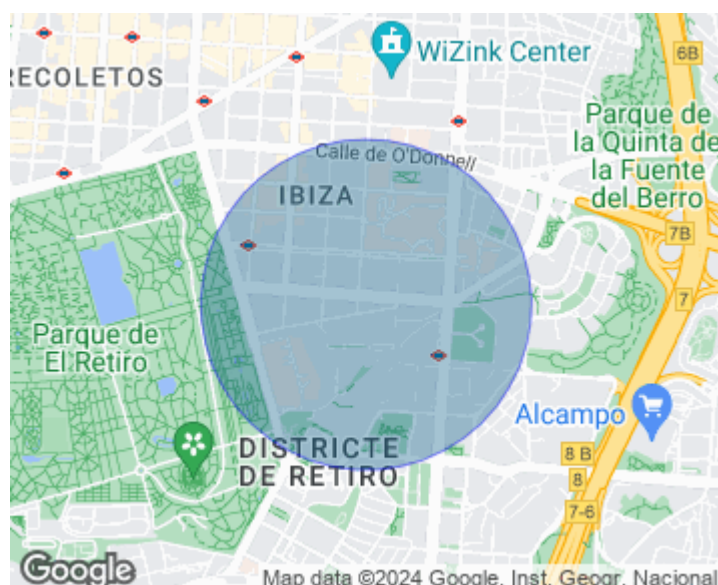 WiZink Center
6B
RECOLETOS
Parque de
la Quinta de
la Fuente
del Berro
Calle de O'Donnell
IBIZA
7B
7
Parque de
El Retiro
Alcampo
DISTRICTE
DE RETIRO
8 B
8
7-6
Google
Map data ©2024 Google, Inst. Geogr. Nacional